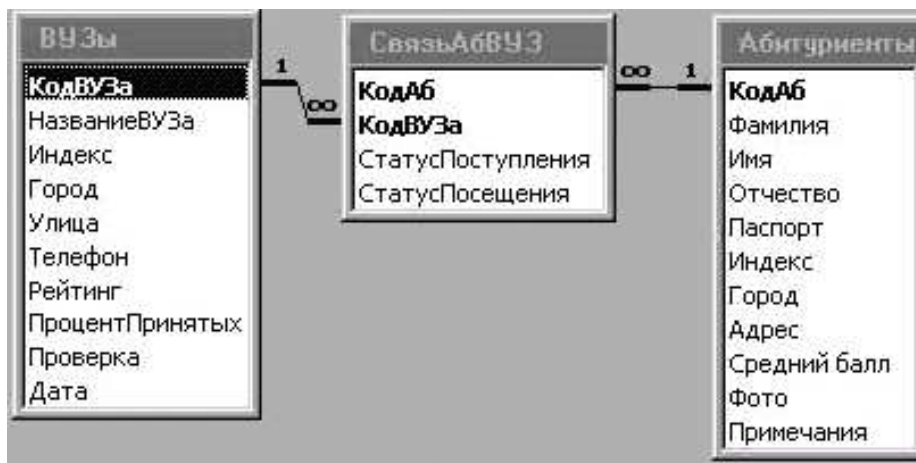 ВУЗы
КодВУЗа
НазваниеВУЗа
Индекс
Город
Улица
Телефон
Рейтинг
ПроцентПринятых
Проверка
Дата
1
∞
СвязьАбВУЗ
КодАб
КодВУЗа
СтатусПоступления
СтатусПосещения
∞
1
Абитуриенты
КодАб
Фамилия
Имя
Отчество
Паспорт
Индекс
Город
Адрес
Средний балл
Фото
Примечания